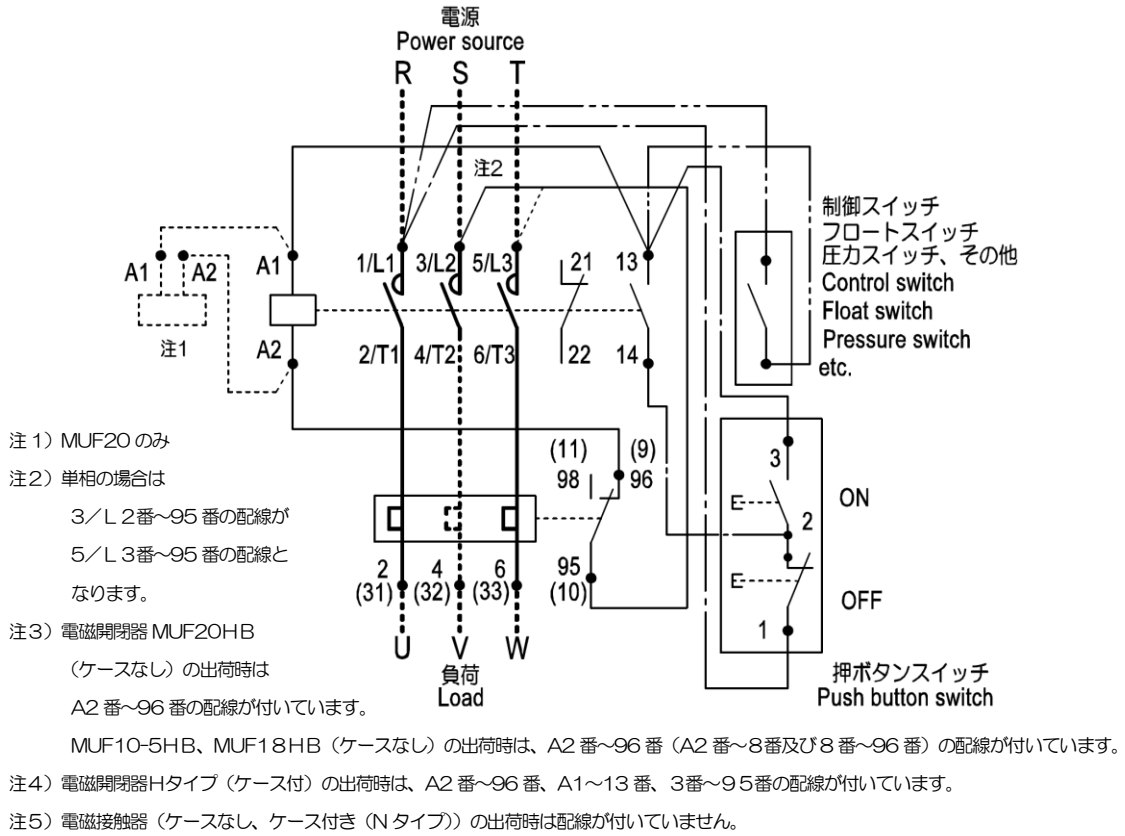 電源
Power source
R S T
注2
制御スイッチ
フロートスイッチ
圧力スイッチ、その他
Control switch
Float switch
Pressure switch
etc.
A1 A2 A1 1/L1 3/L2 5/L3 21 13
注1 A2 2/T1 4/T2 6/T3 22 14
(11) (9)
98 96
3
ON
2
2 4 6 95
(31) (32) (33) (10)
OFF
1
U V W
負荷
Load
押ボタンスイッチ
Push button switch
注1）MUF20のみ
注2）単相の場合は
3／L2番～95番の配線が
5／L3番～95番の配線と
なります。
注3）電磁開閉器MUF20HB
（ケースなし）の出荷時は
A2番～96番の配線が付いています。
MUF10-5HB、MUF18HB（ケースなし）の出荷時は、A2番～96番（A2番～8番及び8番～96番）の配線が付いています。
注4）電磁開閉器Hタイプ（ケース付）の出荷時は、A2番～96番、A1～13番、3番～95番の配線が付いています。
注5）電磁接触器（ケースなし、ケース付き（Nタイプ））の出荷時は配線が付いていません。